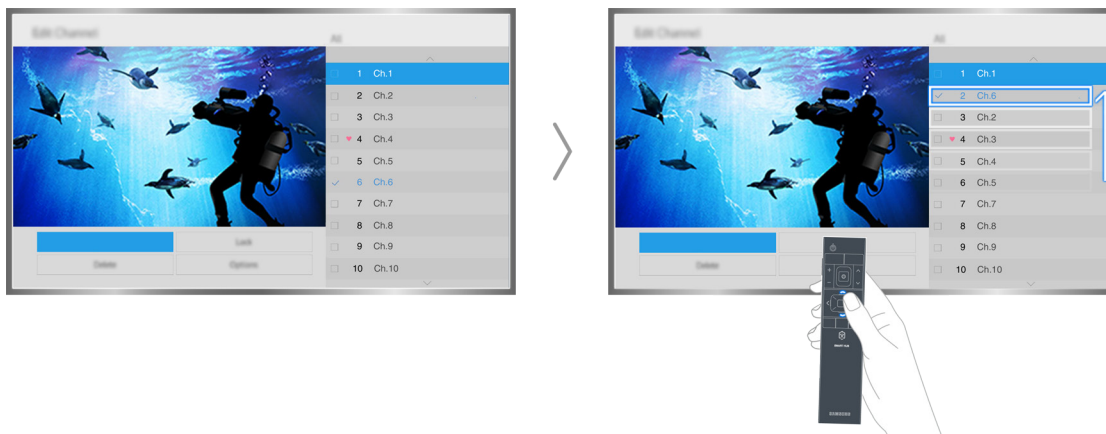 Edit Channel
All
1 Ch.1
2 Ch.2
3 Ch.3
4 Ch.4
5 Ch.5
6 Ch.6
7 Ch.7
8 Ch.8
9 Ch.9
10 Ch.10
Lock
Delete
Options
Edit Channel
All
1 Ch.1
2 Ch.6
3 Ch.2
4 Ch.3
5 Ch.4
6 Ch.5
7 Ch.7
8 Ch.8
9 Ch.9
10 Ch.10
Delete
SMART HUB
SAMSUNG